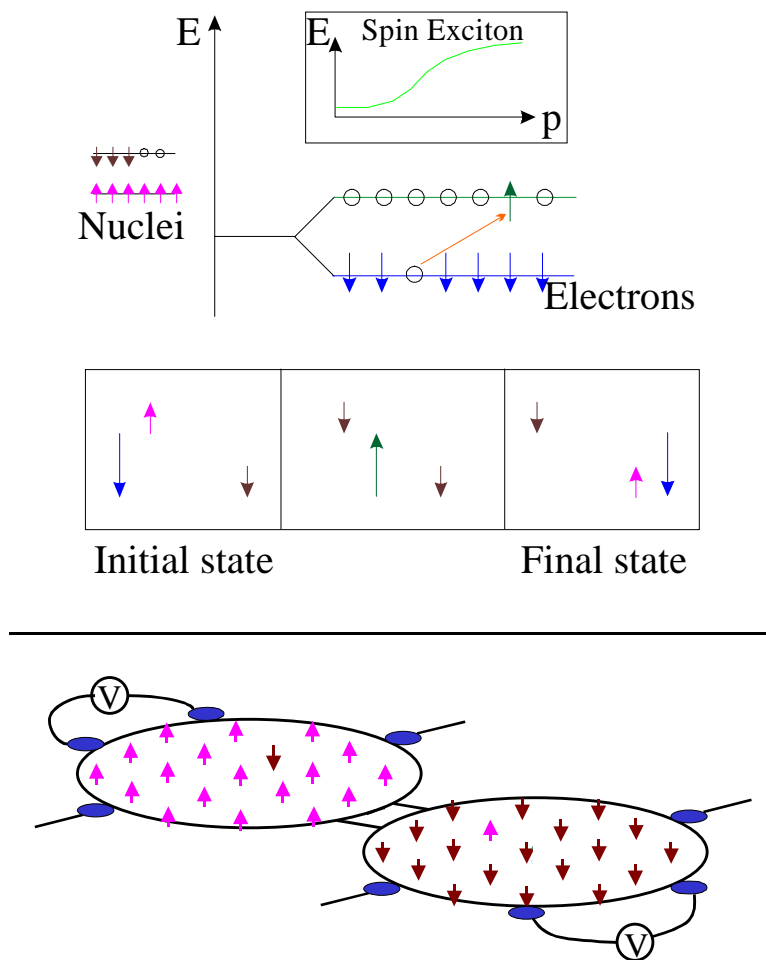 E
E
Spin Exciton
p
Nuclei
Electrons
Initial state
Final state
V
V